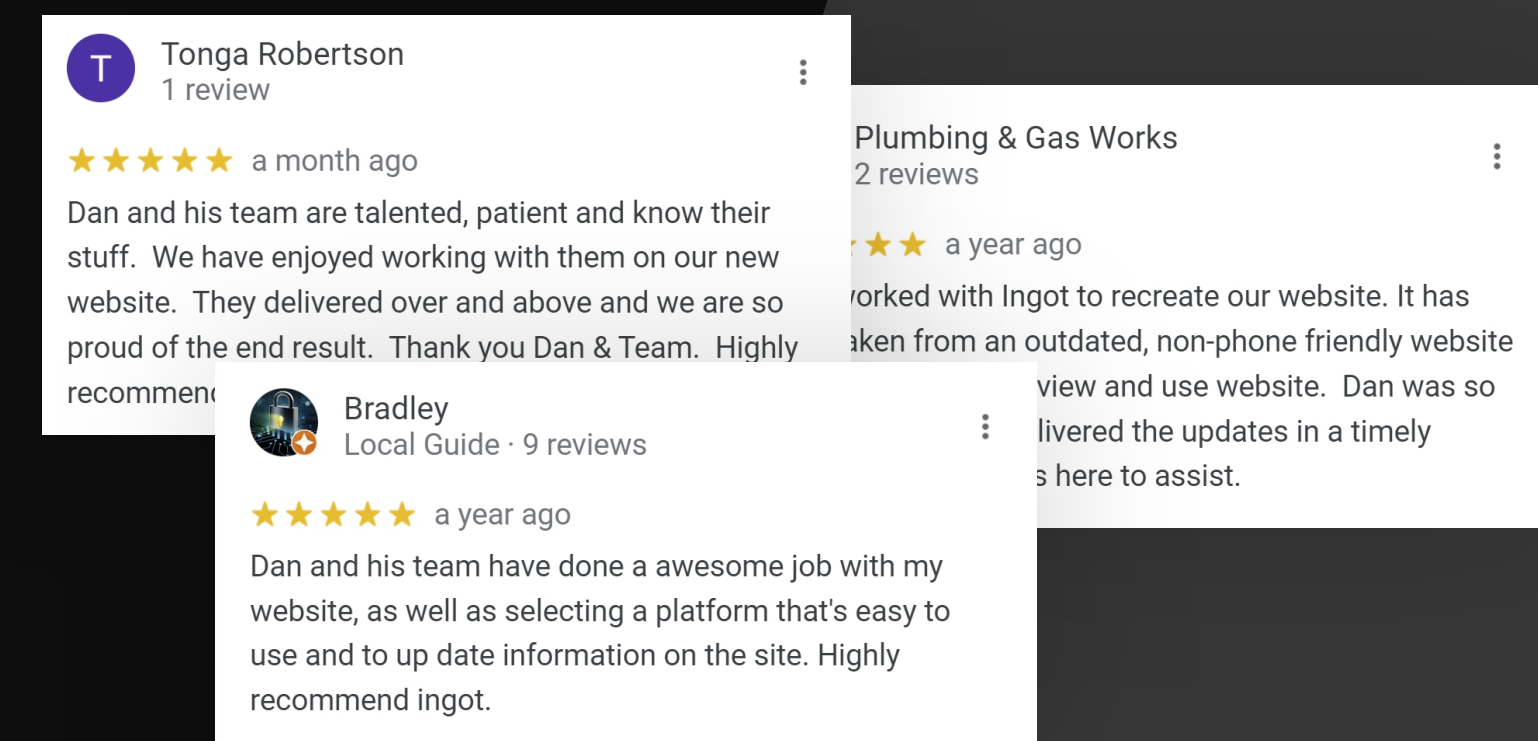 T
Tonga Robertson
1 review
a month ago
Dan and his team are talented, patient and know their
stuff.  We have enjoyed working with them on our new
website.  They delivered over and above and we are so
proud of the end result.  Thank you Dan & Team.  Highly
Plumbing & Gas Works
2 reviews
a year ago
with Ingot to recreate our website. It has
from an outdated, non-phone friendly website
view and use website.  Dan was so
the updates in a timely
here to assist.
Bradley
Local Guide · 9 reviews
a year ago
Dan and his team have done a awesome job with my
website, as well as selecting a platform that's easy to
use and to up date information on the site. Highly
recommend ingot.